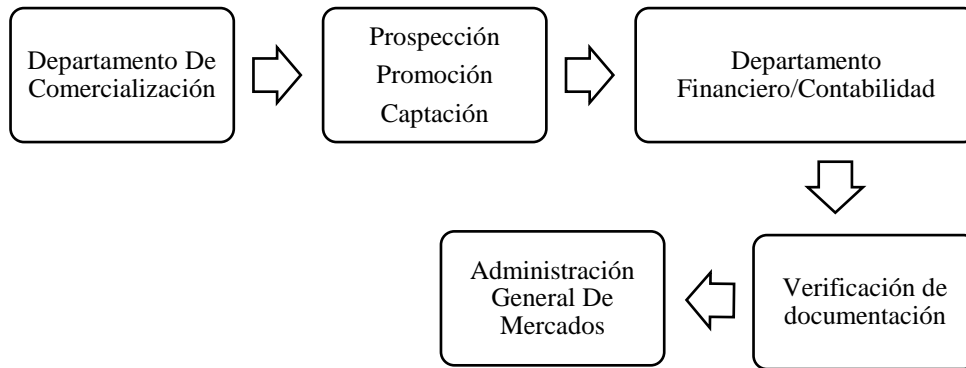 Departamento De
Comercialización
Prospección
Promoción
Captación
Departamento
Financiero/Contabilidad
Verificación de
documentación
Administración
General De
Mercados